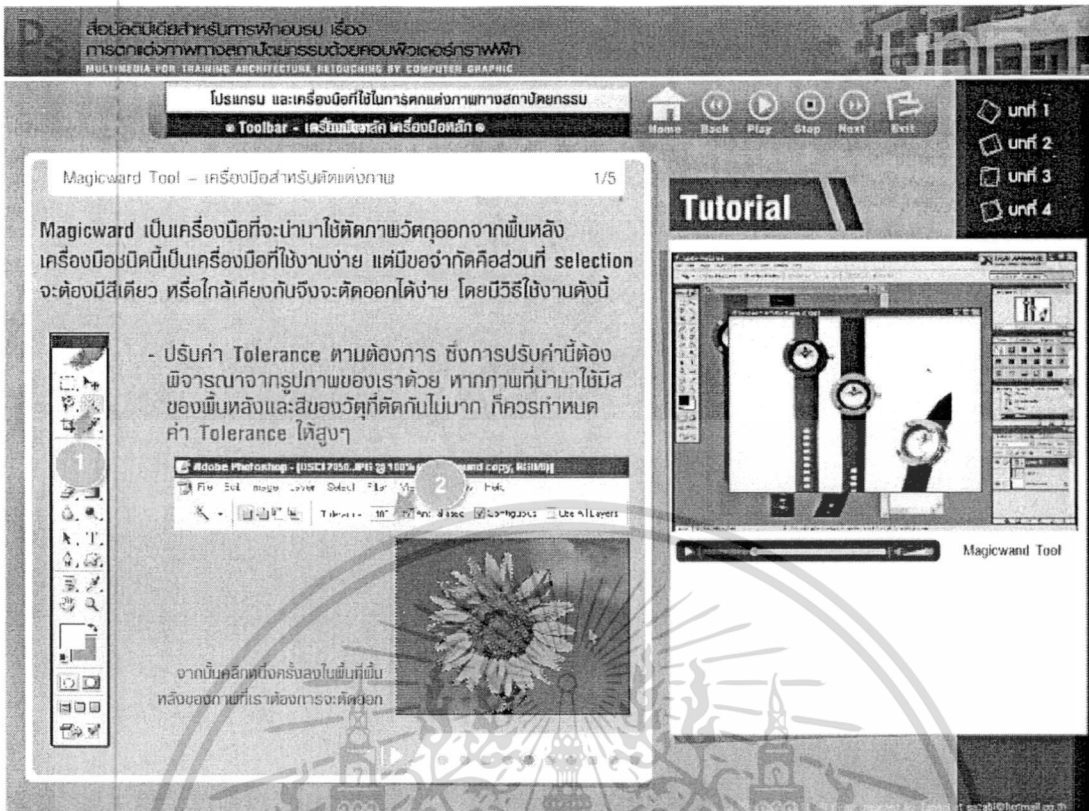 Ps
สื่อมัลติมีเดียสำหรับการฝึกอบรม เรื่อง
การตกแต่งภาพทางสถาปัตยกรรมด้วยคอมพิวเตอร์กราฟฟิก
MULTIMEDIA FOR TRAINING ARCHITECTURE RETOUCHING BY COMPUTER GRAPHIC
บทที่ 1
โปรแกรม และเครื่องมือที่ใช้ในการตกแต่งภาพทางสถาปัตยกรรม
Toolbar - เครื่องมือหลัก
Home Back Play Stop Next Exit
บทที่ 1
บทที่ 2
บทที่ 3
บทที่ 4
Magicward Tool – เครื่องมือสำหรับตัดแต่งภาพ 1/5
Magicward เป็นเครื่องมือที่จะนำมาใช้ตัดภาพวัตถุออกจากพื้นหลัง
เครื่องมือชนิดนี้เป็นเครื่องมือที่ใช้งานง่าย แต่มีขอจำกัดคือส่วนที่ selection
จะต้องมีสีเดียว หรือใกล้เคียงกันจึงจะตัดออกได้ง่าย โดยมีวิธีใช้งานดังนี้
- ปรับค่า Tolerance ตามต้องการ ซึ่งการปรับค่านี้ต้อง
พิจารณาจากรูปภาพของเราด้วย หากภาพที่นำมาใช้มีส
ของพื้นหลังและสีของวัตุที่ตัดกันไม่มาก ก็ควรกำหนด
ค่า Tolerance ให้สูงๆ
1
Adobe Photoshop
2
File Edit Image Layer Select Filter Help
Contiguous Use All Layers
จากนั้นคลิกหนึ่งครั้งลงในพื้นที่พื้น
หลังของภาพที่เราต้องการจะตัดออก
Tutorial
Magicwand Tool